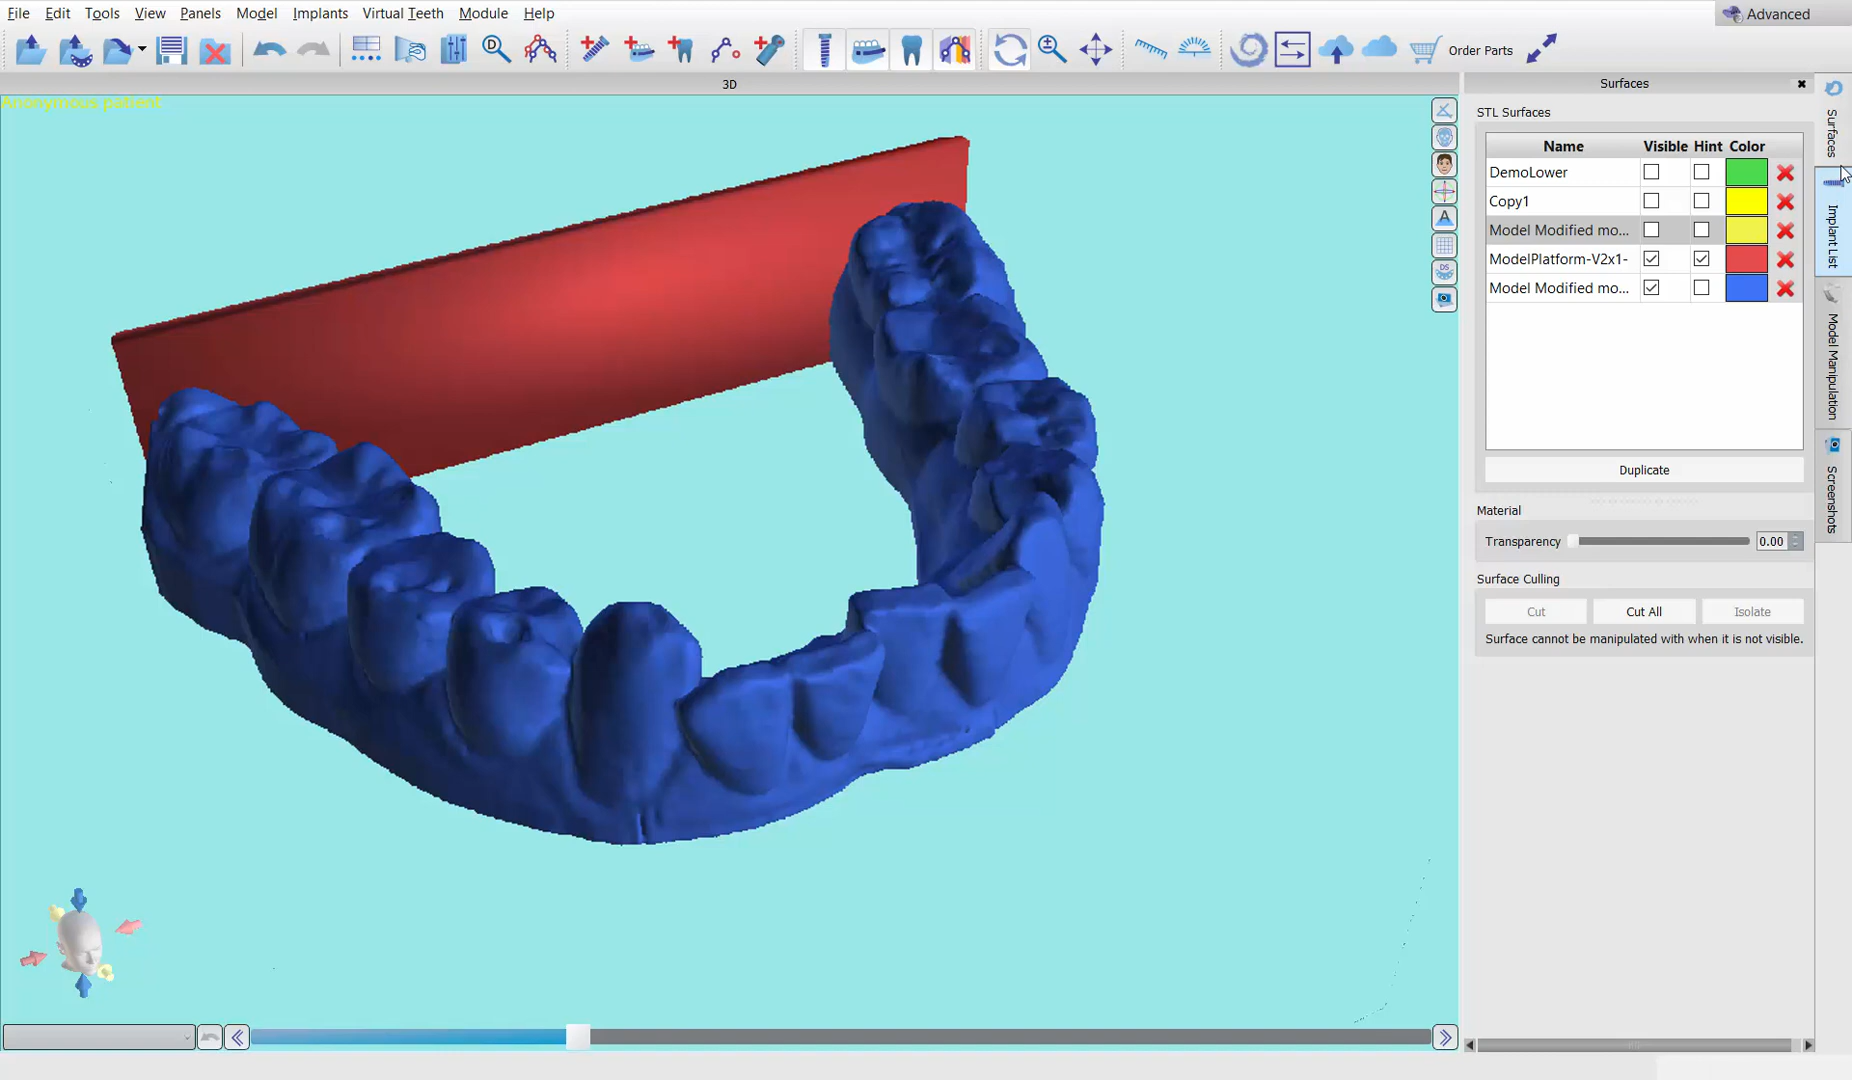 File Edit Tools View Panels Model Implants Virtual Teeth Module Help
Advanced
Order Parts
3D
Surfaces
Anonymous patient
STL Surfaces
Name Visible Hint Color
DemoLower
Copy1
Model Modified mo...
ModelPlatform-V2x1-
Model Modified mo...
Duplicate
Material
Transparency 0.00
Surface Culling
Cut Cut All Isolate
Surface cannot be manipulated with when it is not visible.
Surfaces
Implant List
Model Manipulation
Screenshots